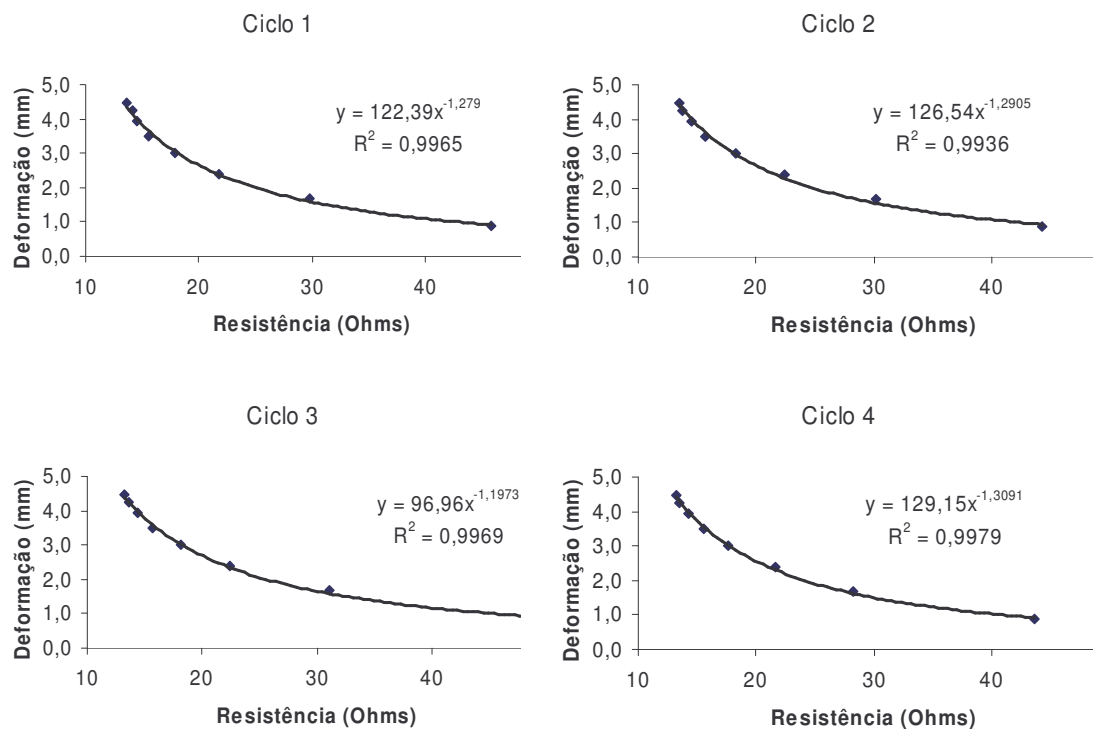 Ciclo 1
5,0
4,0
3,0
2,0
1,0
0,0
Deformação (mm)
y = 122,39x^-1,279
R² = 0,9965
10 20 30 40
Resistência (Ohms)
Ciclo 2
5,0
4,0
3,0
2,0
1,0
0,0
Deformação (mm)
y = 126,54x^-1,2905
R² = 0,9936
10 20 30 40
Resistência (Ohms)
Ciclo 3
5,0
4,0
3,0
2,0
1,0
0,0
Deformação (mm)
y = 96,96x^-1,1973
R² = 0,9969
10 20 30 40
Resistência (Ohms)
Ciclo 4
5,0
4,0
3,0
2,0
1,0
0,0
Deformação (mm)
y = 129,15x^-1,3091
R² = 0,9979
10 20 30 40
Resistência (Ohms)